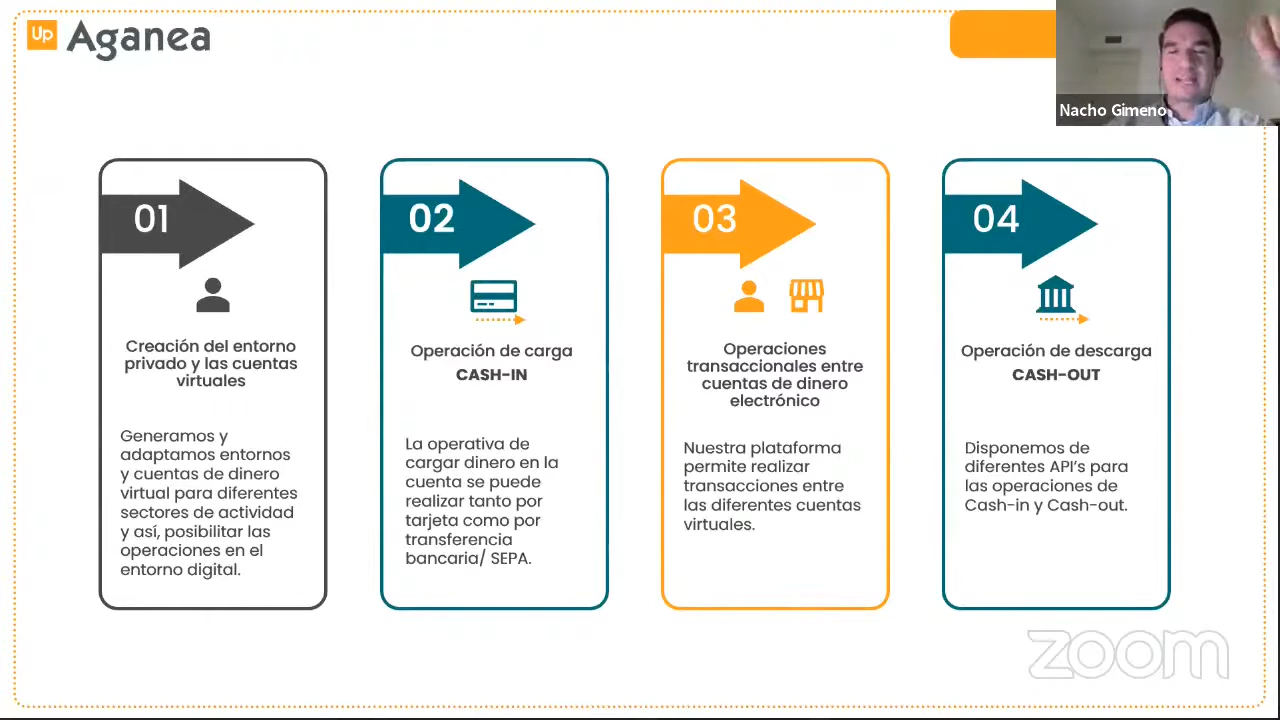 Up Aganea
Nacho Gimeno
01
Creación del entorno
privado y las cuentas
virtuales
Generamos y
adaptamos entornos
y cuentas de dinero
virtual para diferentes
sectores de actividad
y así, posibilitar las
operaciones en el
entorno digital.
02
Operación de carga
CASH-IN
La operativa de
cargar dinero en la
cuenta se puede
realizar tanto por
tarjeta como por
transferencia
bancaria/ SEPA.
03
Operaciones
transaccionales entre
cuentas de dinero
electrónico
Nuestra plataforma
permite realizar
transacciones entre
las diferentes cuentas
virtuales.
04
Operación de descarga
CASH-OUT
Disponemos de
diferentes API's para
las operaciones de
Cash-in y Cash-out.
zoom